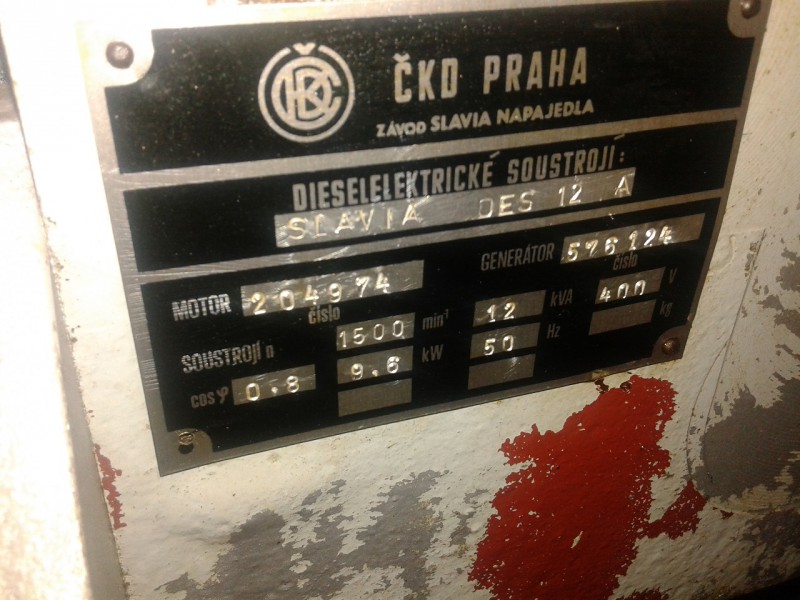 ČKD
ČKD PRAHA
ZÁVOD SLAVIA NAPAJEDLA
DIESELELEKTRICKÉ SOUSTROJÍ:
SLAVIA DES 12 A
MOTOR 204974 GENERÁTOR 576124
číslo číslo
SOUSTROJÍ n 1500 min⁻¹ 12 kVA 400 V
cos φ 0.8 9.6 kW 50 Hz kg